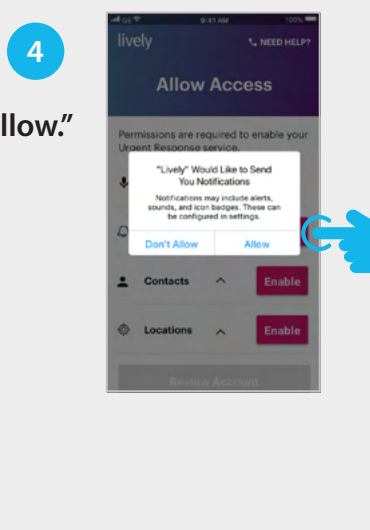 4
llow."
9:41 AM
100%
lively
NEED HELP?
Allow Access
Permissions are required to enable your
Urgent Response service.
"Lively" Would Like to Send
You Notifications
Notifications may include alerts,
sounds, and icon badges. These can
be configured in settings.
Don't Allow
Allow
Contacts
Enable
Locations
Enable
Review Account